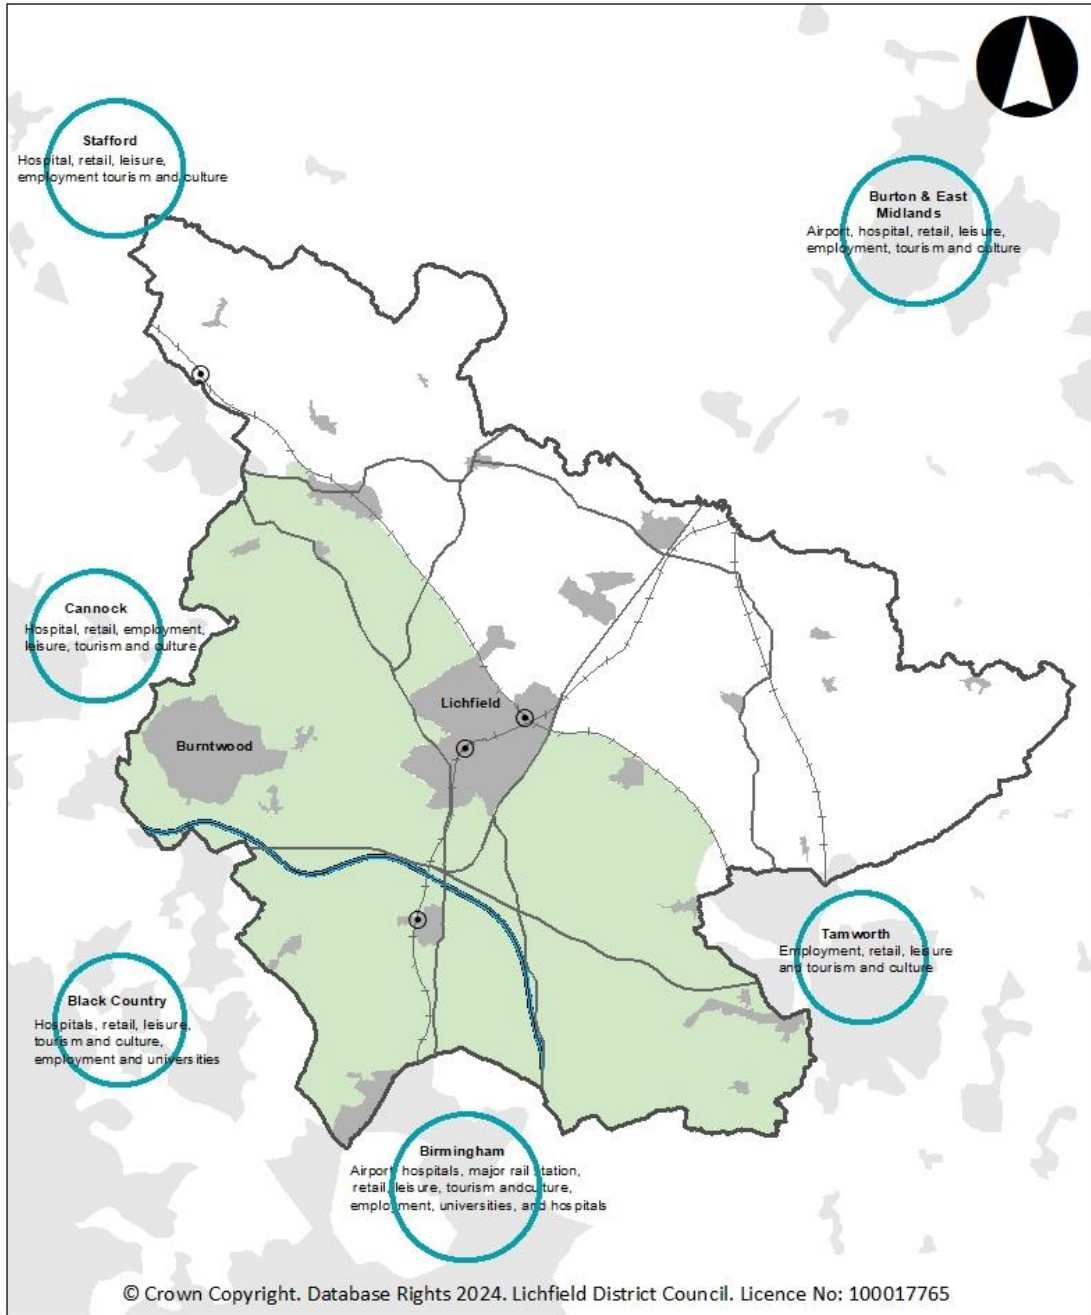 Stafford
Hospital, retail, leisure,
employment tourism and culture
Burton & East
Midlands
Airport, hospital, retail, leisure,
employment, tourism and culture
Cannock
Hospital, retail, employment,
leisure, tourism and culture
Lichfield
Burntwood
Tamworth
Employment, retail, leisure
and tourism and culture
Black Country
Hospitals, retail, leisure,
tourism and culture,
employment and universities
Birmingham
Airport, hospitals, major rail station,
retail, leisure, tourism andculture,
employment, universities, and hospitals
© Crown Copyright. Database Rights 2024. Lichfield District Council. Licence No: 100017765